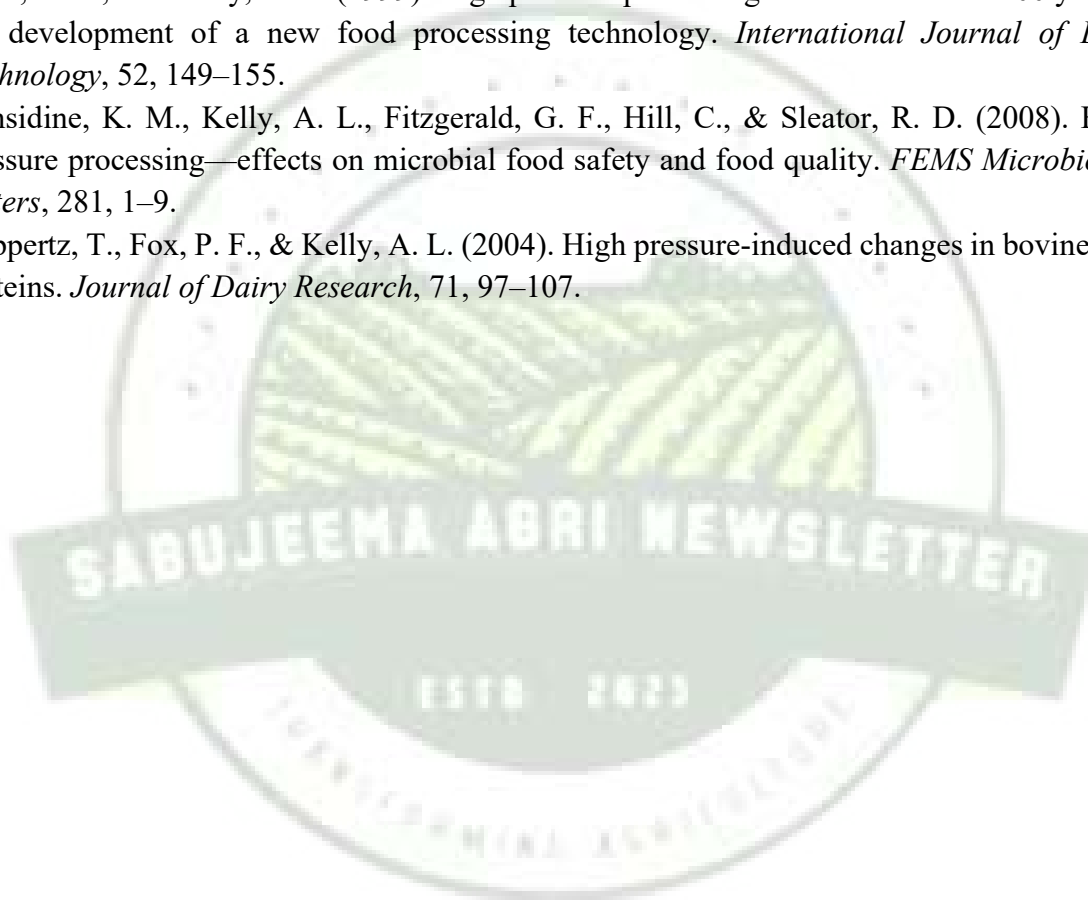 development of a new food processing technology. International Journal of
hnology, 52, 149–155.
nsidine, K. M., Kelly, A. L., Fitzgerald, G. F., Hill, C., & Sleator, R. D. (2008).
ssure processing—effects on microbial food safety and food quality. FEMS Microbio
ters, 281, 1–9.
ppertz, T., Fox, P. F., & Kelly, A. L. (2004). High pressure-induced changes in bovine
teins. Journal of Dairy Research, 71, 97–107.
SABUJEEMA AGRI NEWSLETTER
ESTD 2023
TRANSFORMING AGRICULTURE